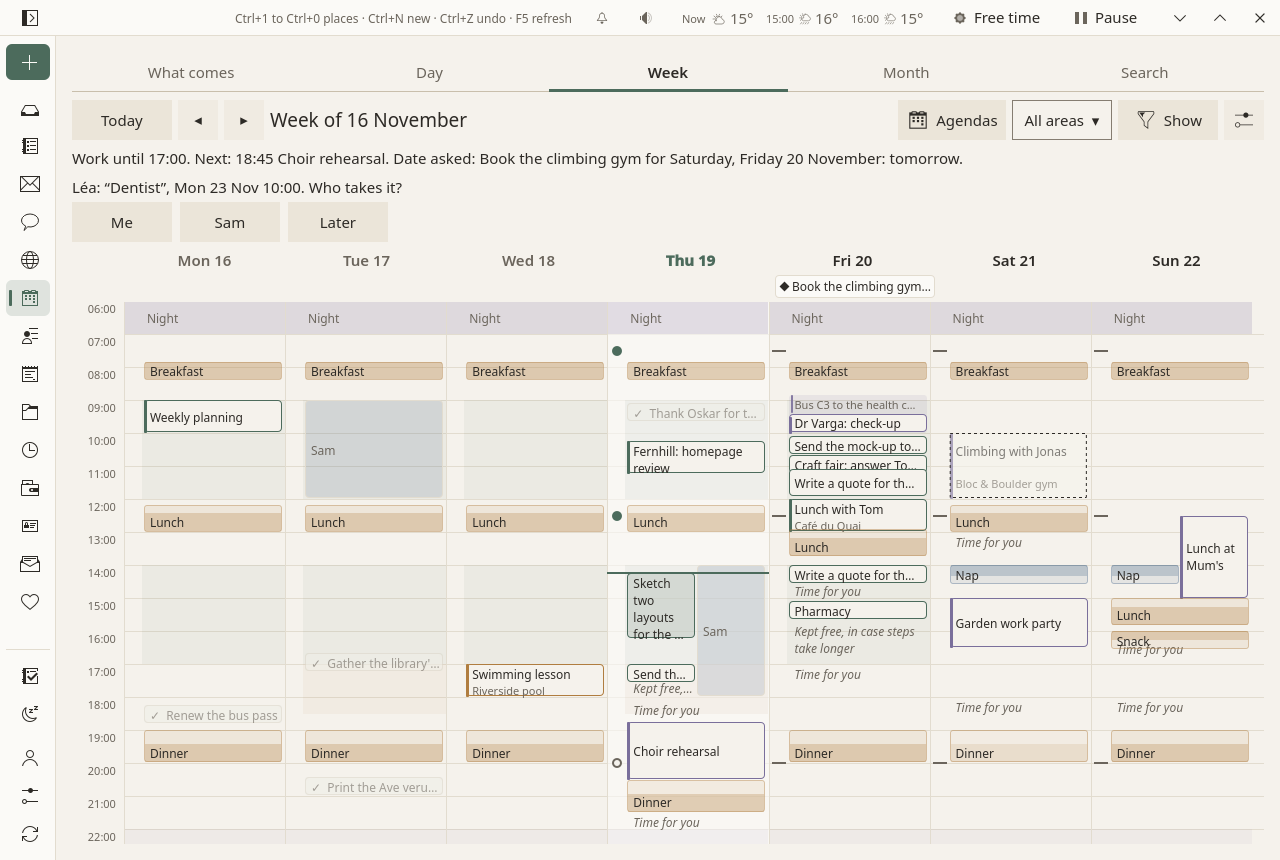 Ctrl+1 to Ctrl+0 places · Ctrl+N new · Ctrl+Z undo · F5 refresh
Now 15° 15:00 16° 16:00 15°
Free time
Pause
What comes
Day
Week
Month
Search
Today
◂
▸
Week of 16 November
Agendas
All areas ▾
Show
Work until 17:00. Next: 18:45 Choir rehearsal. Date asked: Book the climbing gym for Saturday, Friday 20 November: tomorrow.
Léa: “Dentist”, Mon 23 Nov 10:00. Who takes it?
Me
Sam
Later
Mon 16
Tue 17
Wed 18
Thu 19
Fri 20
Sat 21
Sun 22
◆ Book the climbing gym…
06:00
07:00
08:00
09:00
10:00
11:00
12:00
13:00
14:00
15:00
16:00
17:00
18:00
19:00
20:00
21:00
22:00
Night
Breakfast
Weekly planning
Lunch
✓ Renew the bus pass
Dinner
Night
Breakfast
Sam
Lunch
✓ Gather the library'…
Dinner
✓ Print the Ave veru…
Night
Breakfast
Lunch
Swimming lesson
Riverside pool
Dinner
Night
Breakfast
✓ Thank Oskar for t…
Fernhill: homepage
review
Lunch
Sketch
two
layouts
for the …
Sam
Send th…
Kept free,…
Time for you
Choir rehearsal
Dinner
Time for you
Night
Breakfast
Bus C3 to the health c…
Dr Varga: check-up
Send the mock-up to…
Craft fair: answer To…
Write a quote for th…
Lunch with Tom
Café du Quai
Lunch
Write a quote for th…
Time for you
Pharmacy
Kept free, in case steps
take longer
Time for you
Dinner
Night
Breakfast
Climbing with Jonas
Bloc & Boulder gym
Lunch
Time for you
Nap
Garden work party
Time for you
Dinner
Night
Breakfast
Lunch at
Mum's
Nap
Lunch
Snack
Time for you
Time for you
Dinner